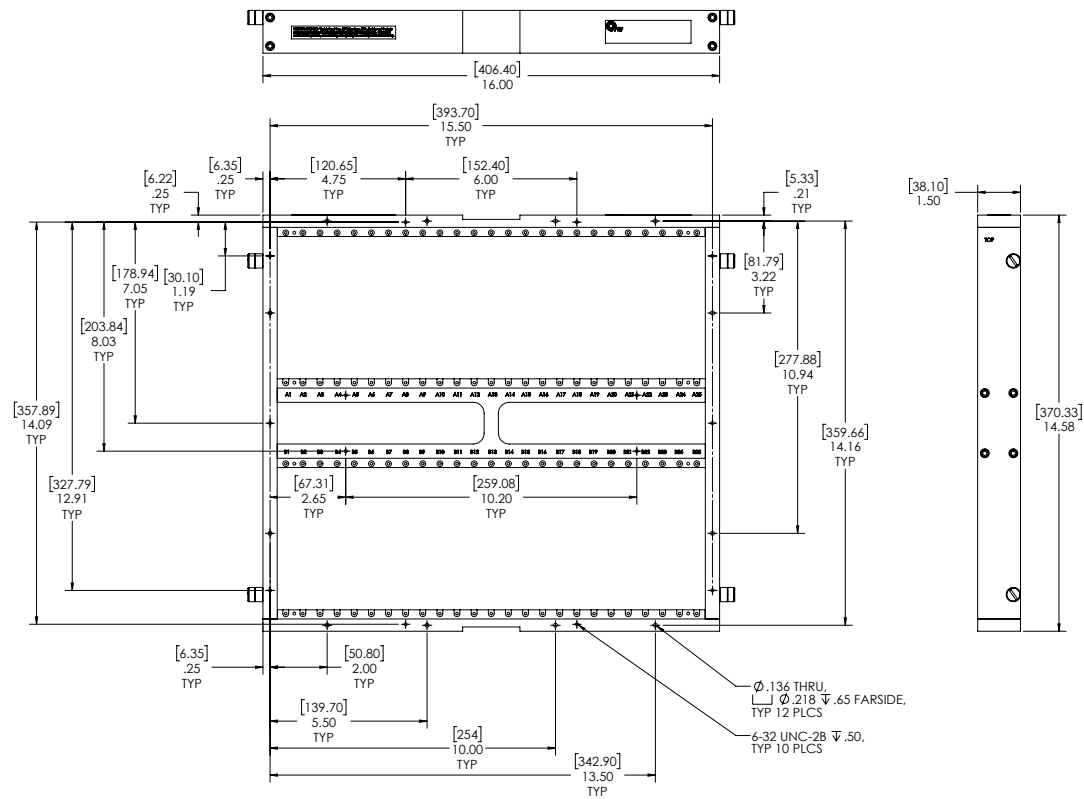 [406.40]
16.00
[393.70]
15.50
TYP
[6.35]
.25
TYP
[120.65]
4.75
TYP
[152.40]
6.00
TYP
[6.22]
.25
TYP
[5.33]
.21
TYP
[38.10]
1.50
TOP
[178.94]
7.05
TYP
[30.10]
1.19
TYP
[81.79]
3.22
TYP
[203.84]
8.03
TYP
[277.88]
10.94
TYP
A1 A2 A3 A4 A5 A6 A7 A8 A9 A10 A11 A12 A13 A14 A15 A16 A17 A18 A19 A20 A21 A22 A23 A24 A25
[357.89]
14.09
TYP
[359.66]
14.16
TYP
[370.33]
14.58
B1 B2 B3 B4 B5 B6 B7 B8 B9 B10 B11 B12 B13 B14 B15 B16 B17 B18 B19 B20 B21 B22 B23 B24 B25
[67.31]
2.65
TYP
[259.08]
10.20
TYP
[327.79]
12.91
TYP
[6.35]
.25
TYP
[50.80]
2.00
TYP
[139.70]
5.50
TYP
[254]
10.00
TYP
[342.90]
13.50
TYP
Ø.136 THRU,
⌴ Ø.218 ↧.65 FARSIDE,
TYP 12 PLCS
6-32 UNC-2B ↧.50,
TYP 10 PLCS